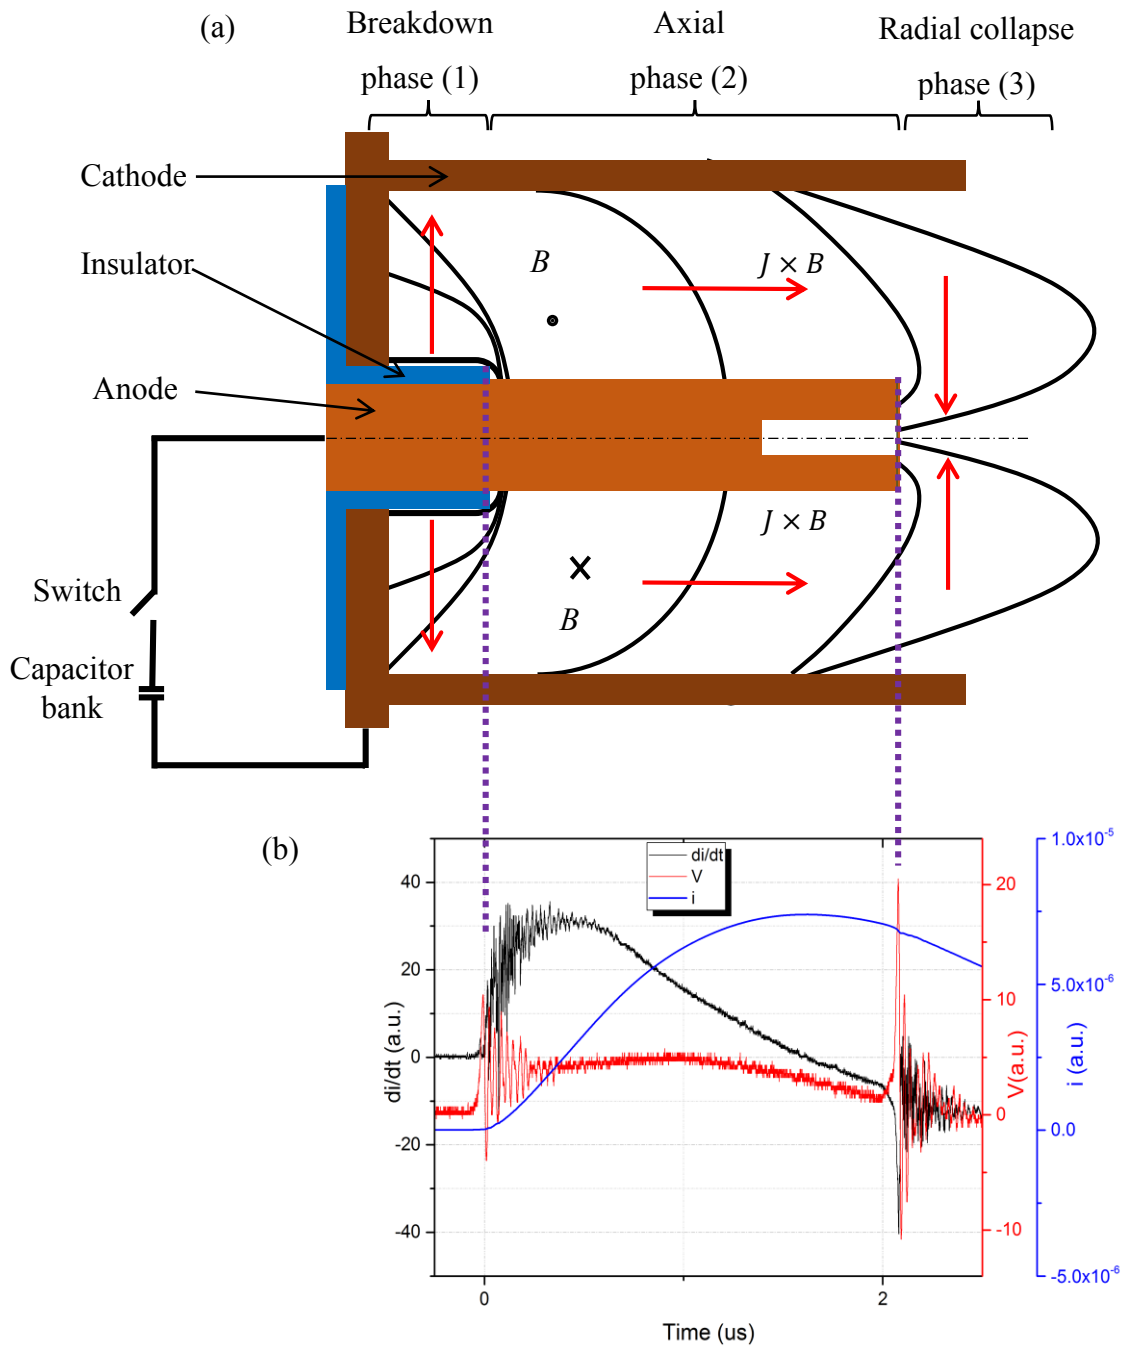 (a)
Breakdown
phase (1)
Axial
phase (2)
Radial collapse
phase (3)
Cathode
Insulator
Anode
B
J × B
J × B
B
Switch
Capacitor
bank
(b)
di/dt
V
i
40
20
0
-20
-40
di/dt (a.u.)
20
10
0
-10
V(a.u.)
1.0x10⁻⁵
5.0x10⁻⁶
0.0
-5.0x10⁻⁶
i (a.u.)
0
2
Time (us)